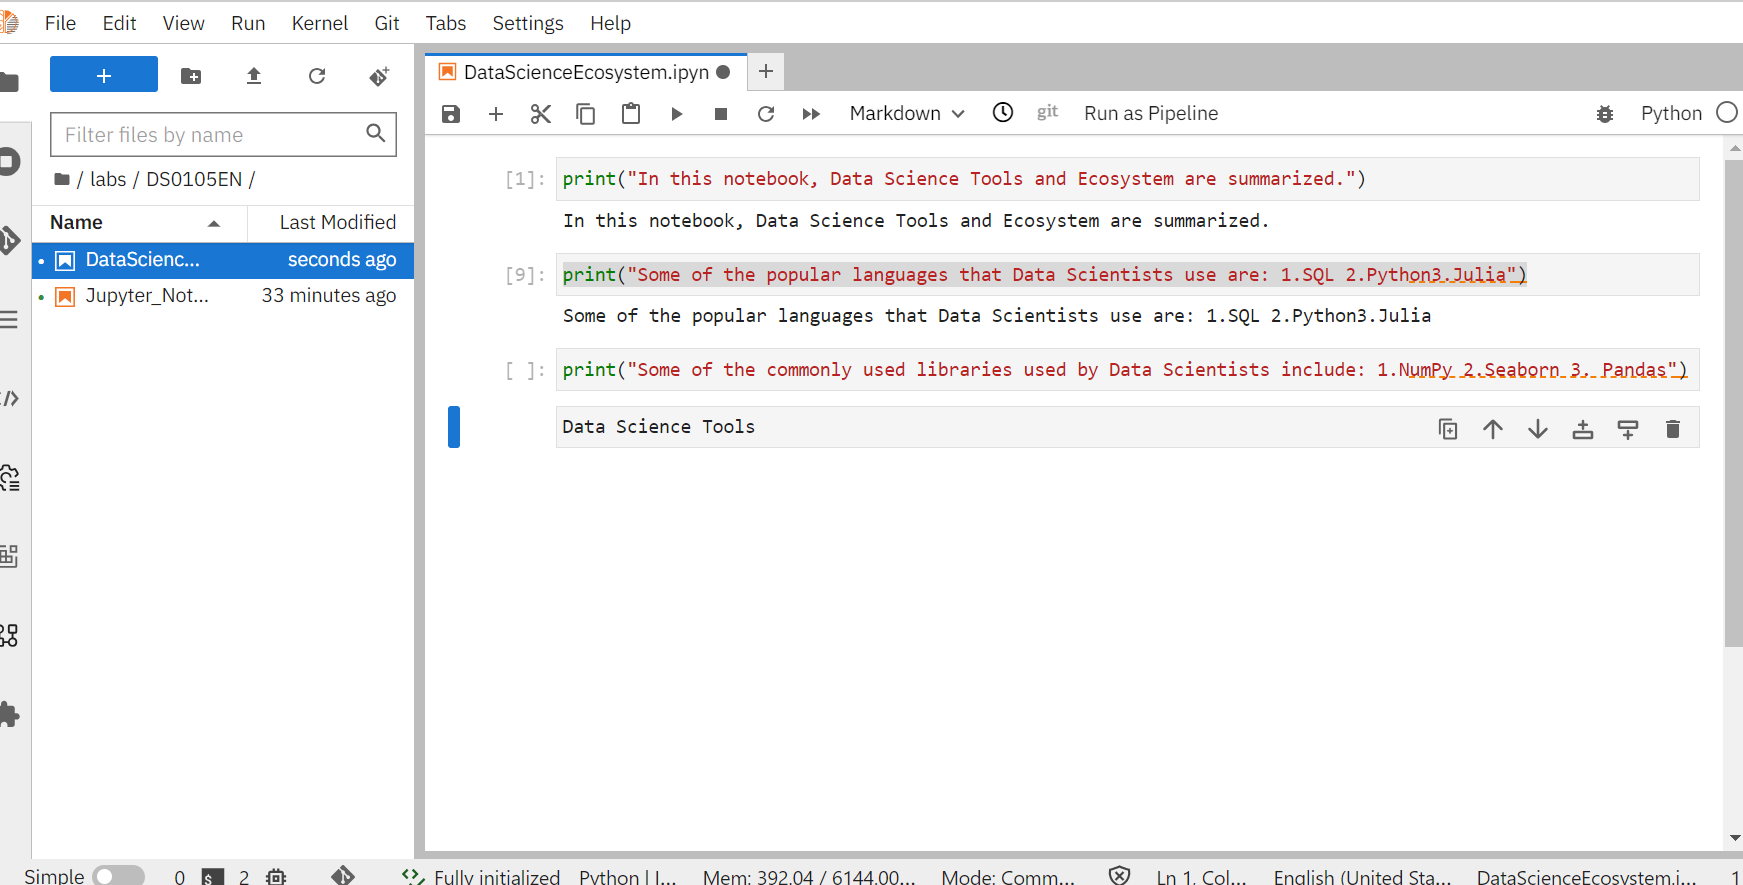 File Edit View Run Kernel Git Tabs Settings Help
+
Filter files by name
/ labs / DS0105EN /
Name Last Modified
DataScienc... seconds ago
Jupyter_Not... 33 minutes ago
DataScienceEcosystem.ipyn
Markdown git Run as Pipeline Python
[1]: print("In this notebook, Data Science Tools and Ecosystem are summarized.")
In this notebook, Data Science Tools and Ecosystem are summarized.
[9]: print("Some of the popular languages that Data Scientists use are: 1.SQL 2.Python3.Julia")
Some of the popular languages that Data Scientists use are: 1.SQL 2.Python3.Julia
[ ]: print("Some of the commonly used libraries used by Data Scientists include: 1.NumPy 2.Seaborn 3. Pandas")
Data Science Tools
Simple 0 $ 2 Fully initialized Python | I... Mem: 392.04 / 6144.00... Mode: Comm... Ln 1, Col... English (United Sta... DataScienceEcosystem.i... 1